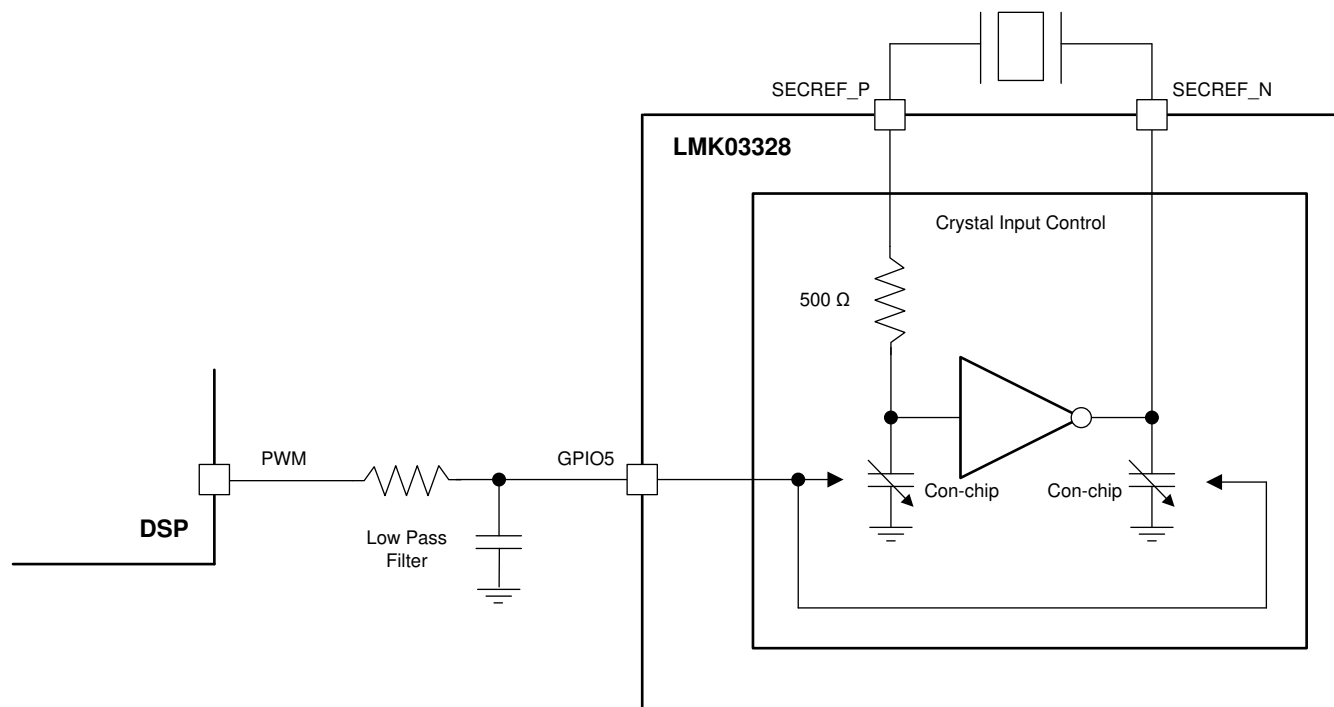 SECREF_P
SECREF_N
LMK03328
Crystal Input Control
500 Ω
PWM
GPIO5
Con-chip
Con-chip
DSP
Low Pass
Filter